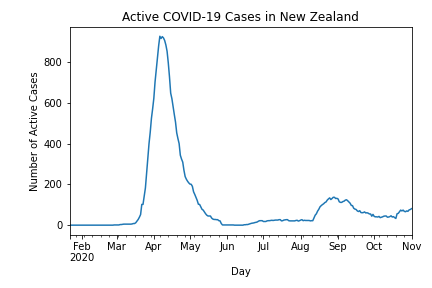 Active COVID-19 Cases in New Zealand
Number of Active Cases
800
600
400
200
0
Feb Mar Apr May Jun Jul Aug Sep Oct Nov
2020
Day